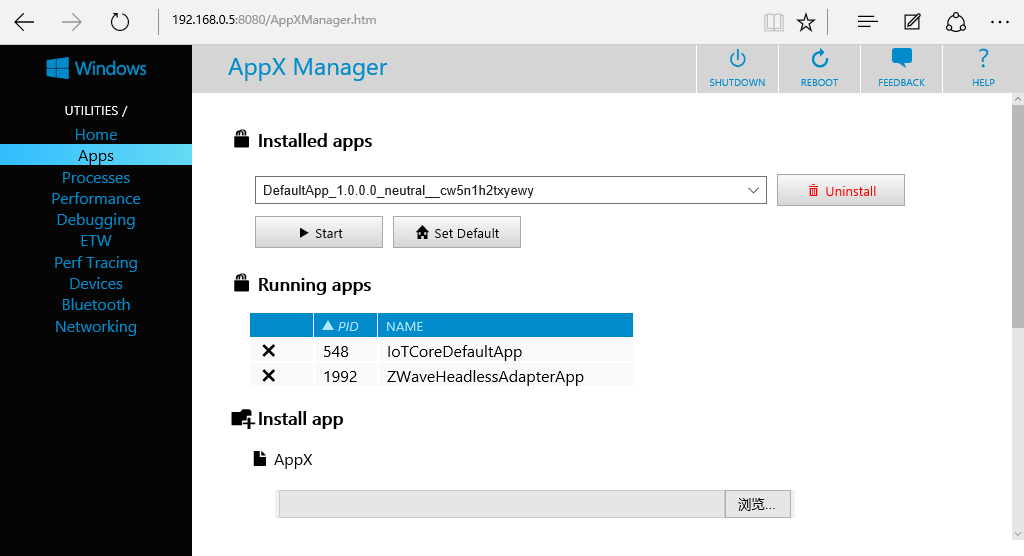 192.168.0.5:8080/AppXManager.htm
Windows
AppX Manager
SHUTDOWN
REBOOT
FEEDBACK
HELP
UTILITIES /
Home
Apps
Processes
Performance
Debugging
ETW
Perf Tracing
Devices
Bluetooth
Networking
Installed apps
DefaultApp_1.0.0.0_neutral__cw5n1h2txyewy
Uninstall
Start
Set Default
Running apps
PID NAME
548 IoTCoreDefaultApp
1992 ZWaveHeadlessAdapterApp
Install app
AppX
浏览...